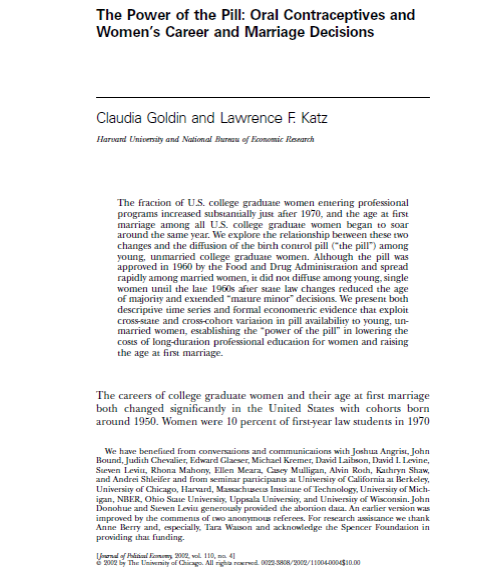 The Power of the Pill: Oral Contraceptives and
Women's Career and Marriage Decisions
Claudia Goldin and Lawrence F. Katz
Harvard University and National Bureau of Economic Research
The fraction of U.S. college graduate women entering professional
programs increased substantially just after 1970, and the age at first
marriage among all U.S. college graduate women began to soar
around the same year. We explore the relationship between these two
changes and the diffusion of the birth control pill (“the pill”) among
young, unmarried college graduate women. Although the pill was
approved in 1960 by the Food and Drug Administration and spread
rapidly among married women, it did not diffuse among young, single
women until the late 1960s after state law changes reduced the age
of majority and extended “mature minor” decisions. We present both
descriptive time series and formal econometric evidence that exploit
cross-state and cross-cohort variation in pill availability to young, un-
married women, establishing the “power of the pill” in lowering the
costs of long-duration professional education for women and raising
the age at first marriage.
The careers of college graduate women and their age at first marriage
both changed significantly in the United States with cohorts born
around 1950. Women were 10 percent of first-year law students in 1970
We have benefited from conversations and communications with Joshua Angrist, John
Bound, Judith Chevalier, Edward Glaeser, Michael Kremer, David Laibson, David I. Levine,
Steven Levitt, Rhona Mahony, Ellen Meara, Casey Mulligan, Alvin Roth, Kathryn Shaw,
and Andrei Shleifer and from seminar participants at University of California at Berkeley,
University of Chicago, Harvard, Massachusetts Institute of Technology, University of Mich-
igan, NBER, Ohio State University, Uppsala University, and University of Wisconsin. John
Donohue and Steven Levitt generously provided the abortion data. An earlier version was
improved by the comments of two anonymous referees. For research assistance we thank
Anne Berry and, especially, Tara Watson and acknowledge the Spencer Foundation in
providing that funding.
[Journal of Political Economy, 2002, vol. 110, no. 4]
© 2002 by The University of Chicago. All rights reserved. 0022-3808/2002/11004-0004$10.00